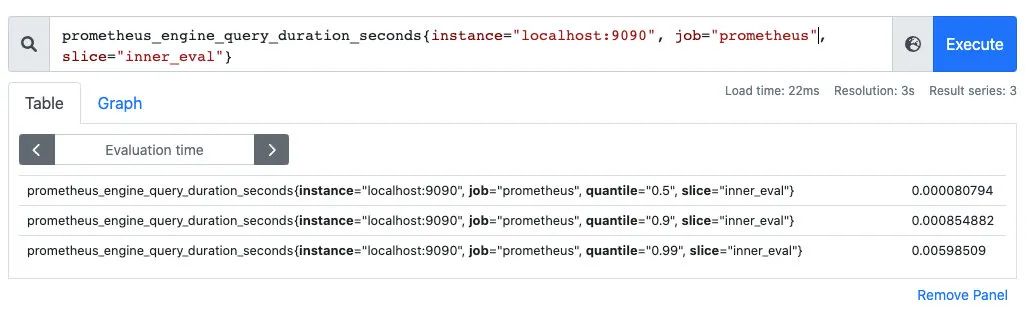 prometheus_engine_query_duration_seconds{instance="localhost:9090", job="prometheus",
slice="inner_eval"}
Execute
Load time: 22ms Resolution: 3s Result series: 3
Table Graph
Evaluation time
prometheus_engine_query_duration_seconds{instance="localhost:9090", job="prometheus", quantile="0.5", slice="inner_eval"} 0.000080794
prometheus_engine_query_duration_seconds{instance="localhost:9090", job="prometheus", quantile="0.9", slice="inner_eval"} 0.000854882
prometheus_engine_query_duration_seconds{instance="localhost:9090", job="prometheus", quantile="0.99", slice="inner_eval"} 0.00598509
Remove Panel